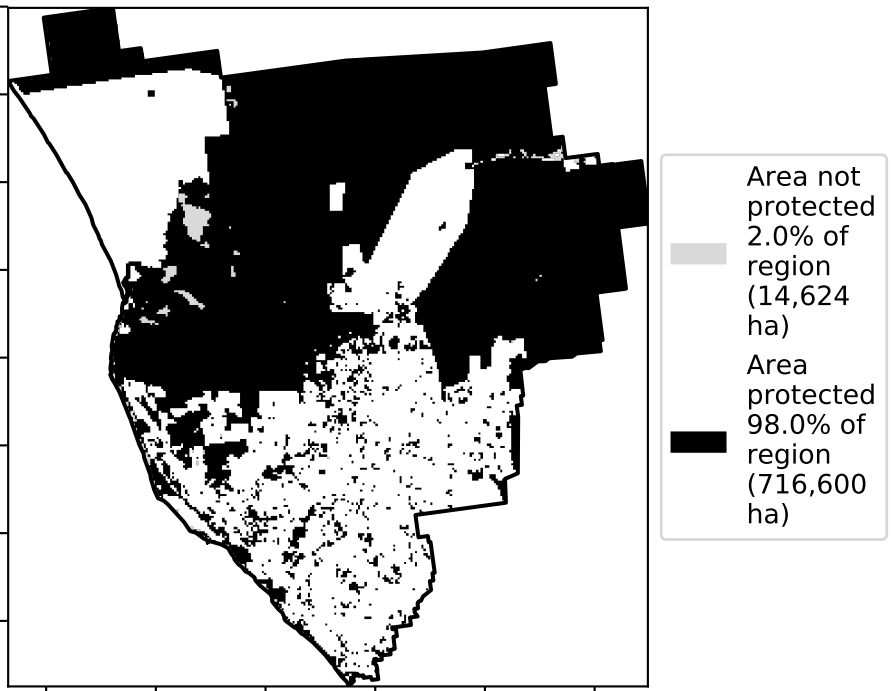 Area not
protected
2.0% of
region
(14,624
ha)
Area
protected
98.0% of
region
(716,600
ha)